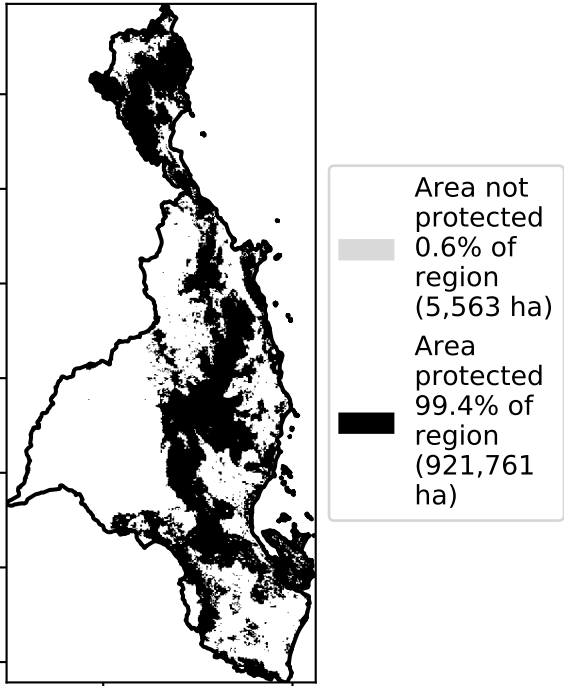 Area not
protected
0.6% of
region
(5,563 ha)
Area
protected
99.4% of
region
(921,761
ha)